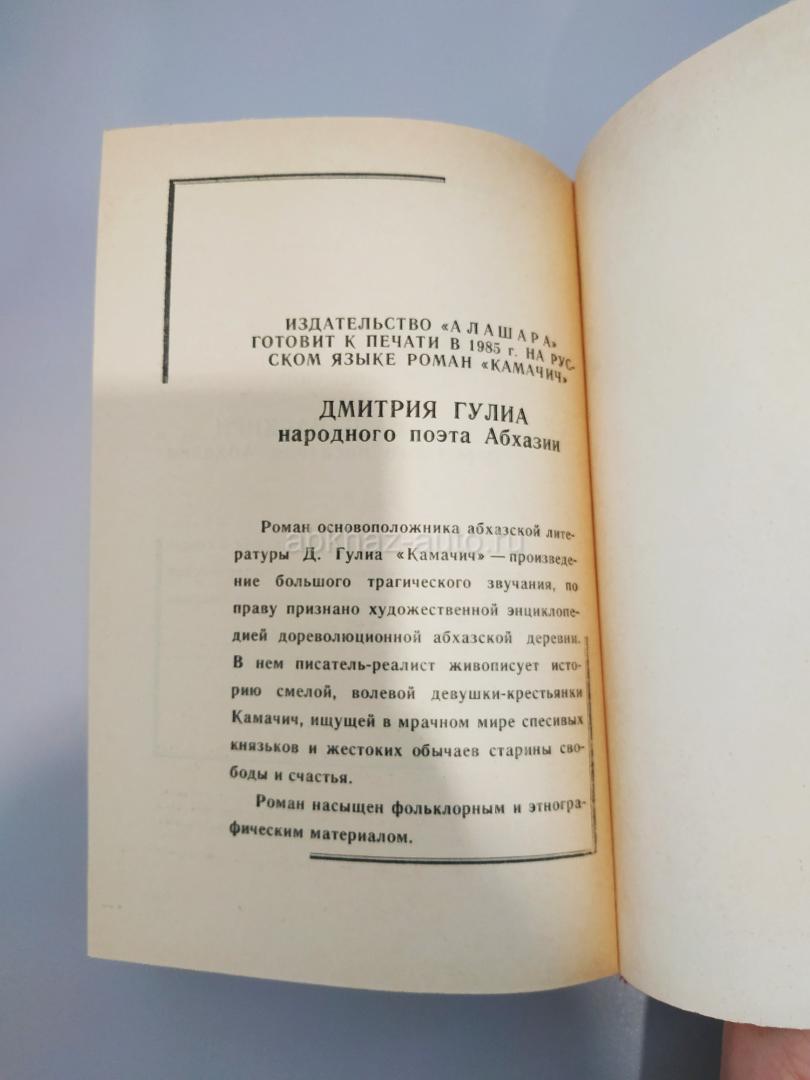 ИЗДАТЕЛЬСТВО «АЛАШАРА»
ГОТОВИТ К ПЕЧАТИ В 1985 г. НА РУС-
СКОМ ЯЗЫКЕ РОМАН «КАМАЧИЧ»
ДМИТРИЯ ГУЛИА
народного поэта Абхазии
Роман основоположника абхазской лите-
ратуры Д. Гулиа «Камачич» — произведе-
ние большого трагического звучания, по
праву признано художественной энциклопе-
дией дореволюционной абхазской деревни.
В нем писатель-реалист живописует исто-
рию смелой, волевой девушки-крестьянки
Камачич, ищущей в мрачном мире спесивых
князьков и жестоких обычаев старины сво-
боды и счастья.
Роман насыщен фольклорным и этногра-
фическим материалом.